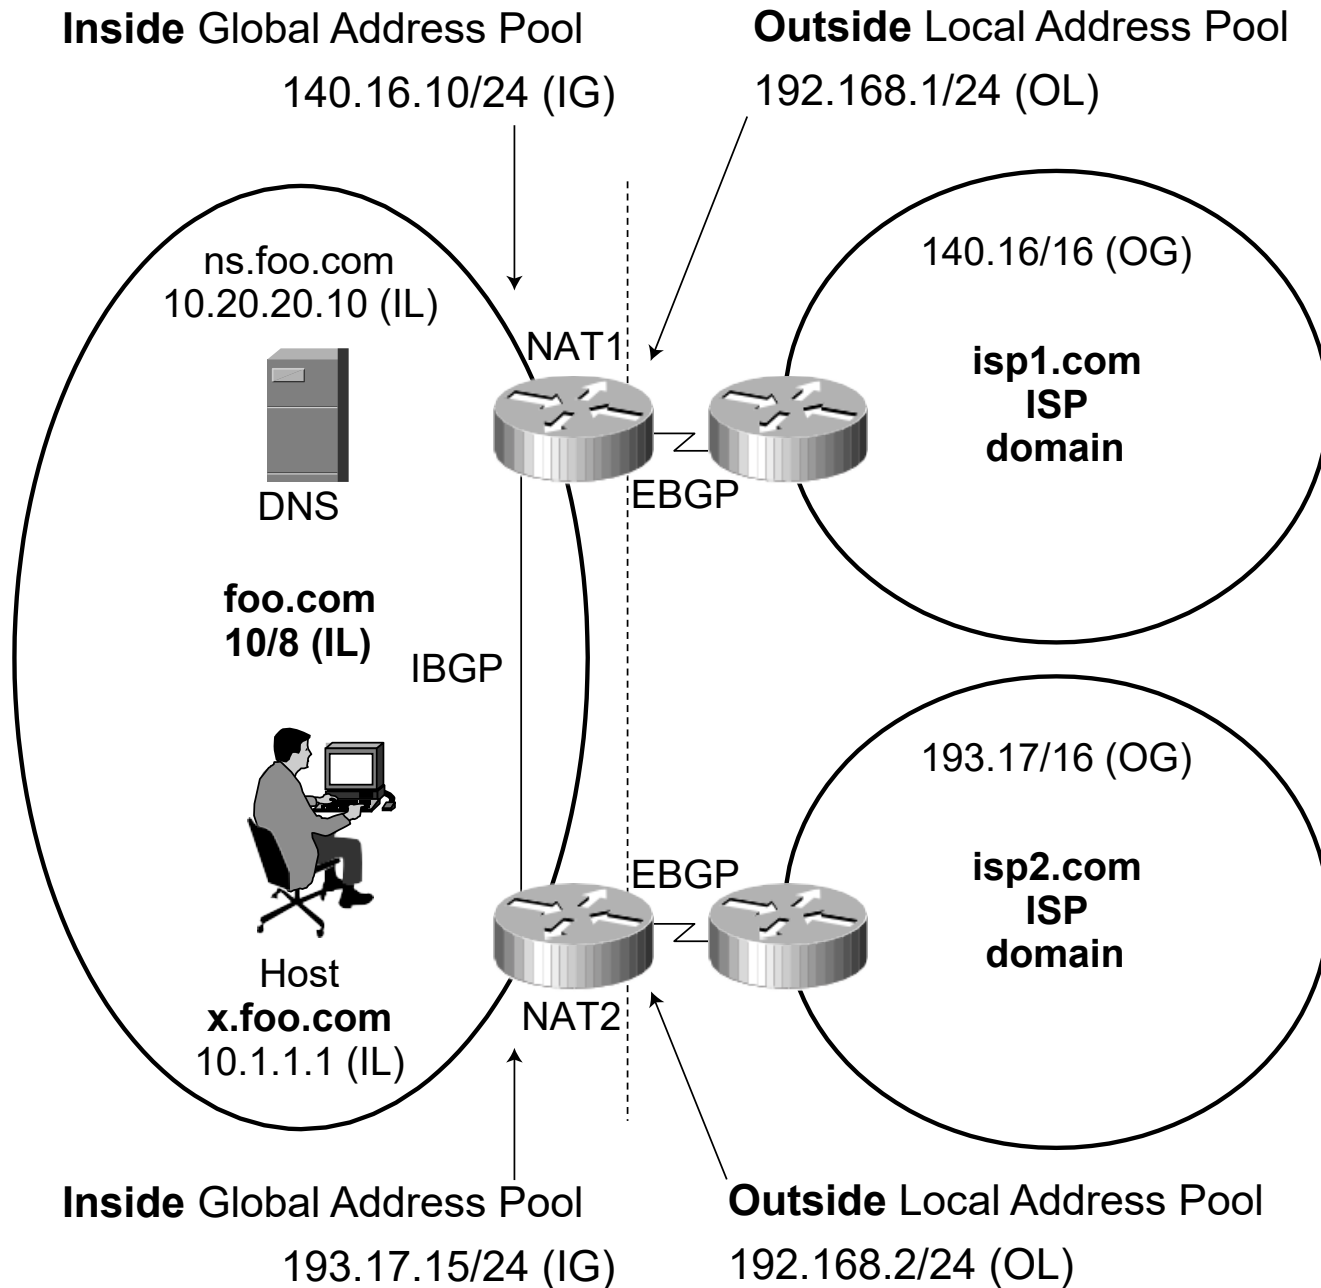 Inside Global Address Pool
140.16.10/24 (IG)
Outside Local Address Pool
192.168.1/24 (OL)
ns.foo.com
10.20.20.10 (IL)
DNS
foo.com
10/8 (IL)
IBGP
Host
x.foo.com
10.1.1.1 (IL)
NAT1
EBGP
140.16/16 (OG)
isp1.com
ISP
domain
193.17/16 (OG)
isp2.com
ISP
domain
EBGP
NAT2
Inside Global Address Pool
193.17.15/24 (IG)
Outside Local Address Pool
192.168.2/24 (OL)